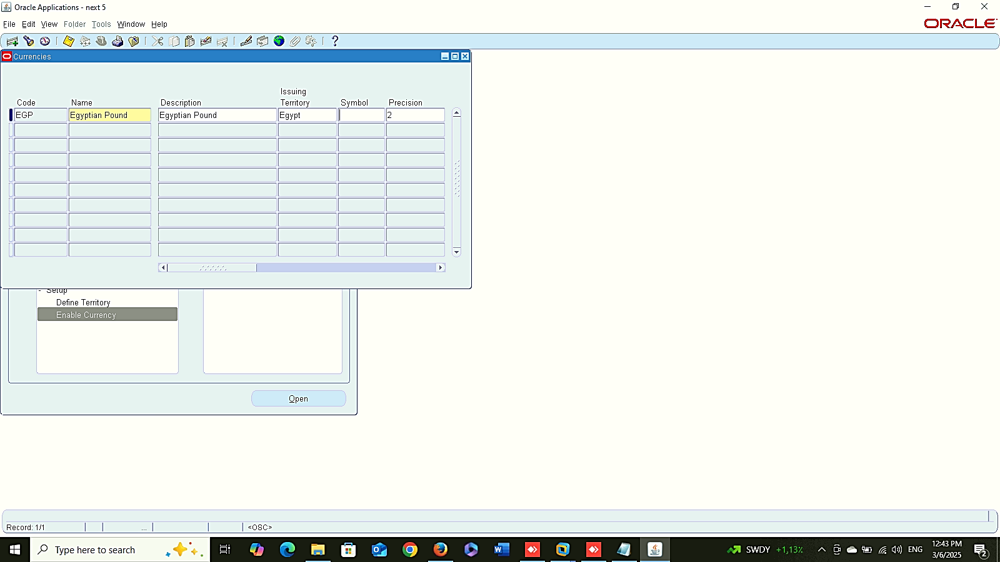 Oracle Applications - next 5
File Edit View Folder Tools Window Help
ORACLE
Currencies
Issuing
Code Name Description Territory Symbol Precision
EGP Egyptian Pound Egyptian Pound Egypt 2
- Setup
Define Territory
Enable Currency
Open
Record: 1/1 ... <OSC>
Type here to search
SWDY +1,13%
ENG
12:43 PM
3/6/2025
2